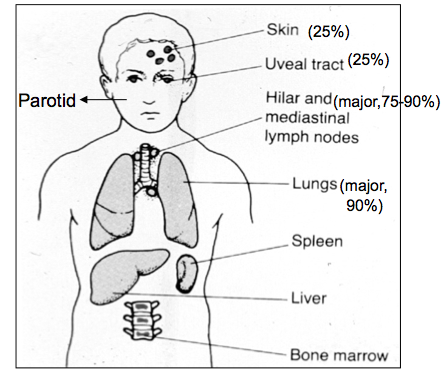 Skin (25%)
Uveal tract (25%)
Parotid
Hilar and (major,75-90%)
mediastinal
lymph nodes
Lungs (major,
90%)
Spleen
Liver
Bone marrow